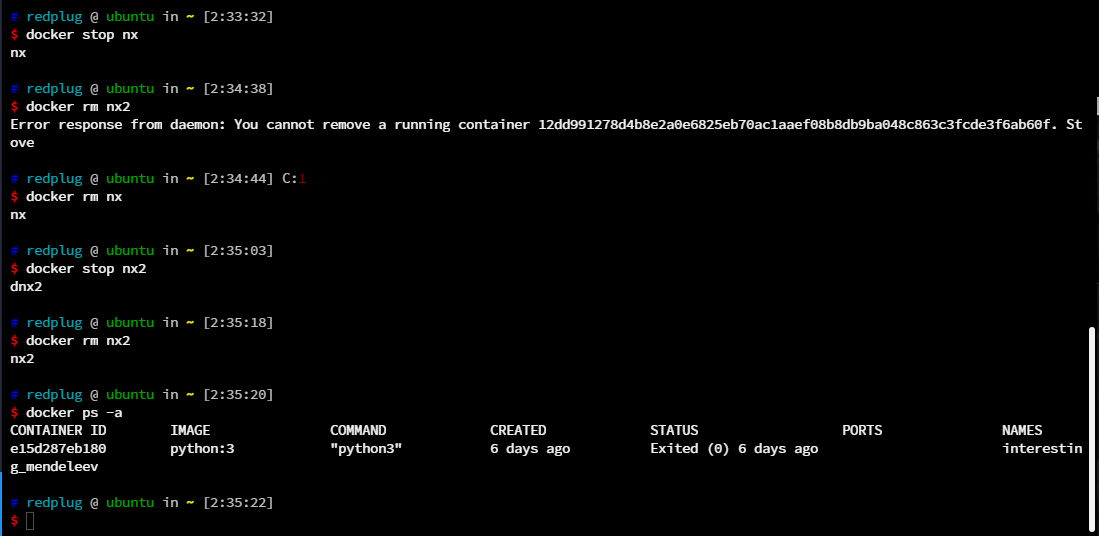 # redplug @ ubuntu in ~ [2:33:32]
$ docker stop nx
nx
# redplug @ ubuntu in ~ [2:34:38]
$ docker rm nx2
Error response from daemon: You cannot remove a running container 12dd991278d4b8e2a0e6825eb70ac1aaef08b8db9ba048c863c3fcde3f6ab60f. St
ove
# redplug @ ubuntu in ~ [2:34:44] C:1
$ docker rm nx
nx
# redplug @ ubuntu in ~ [2:35:03]
$ docker stop nx2
dnx2
# redplug @ ubuntu in ~ [2:35:18]
$ docker rm nx2
nx2
# redplug @ ubuntu in ~ [2:35:20]
$ docker ps -a
CONTAINER ID        IMAGE               COMMAND             CREATED             STATUS                  PORTS               NAMES
e15d287eb180        python:3            "python3"           6 days ago          Exited (0) 6 days ago                       interestin
g_mendeleev
# redplug @ ubuntu in ~ [2:35:22]
$